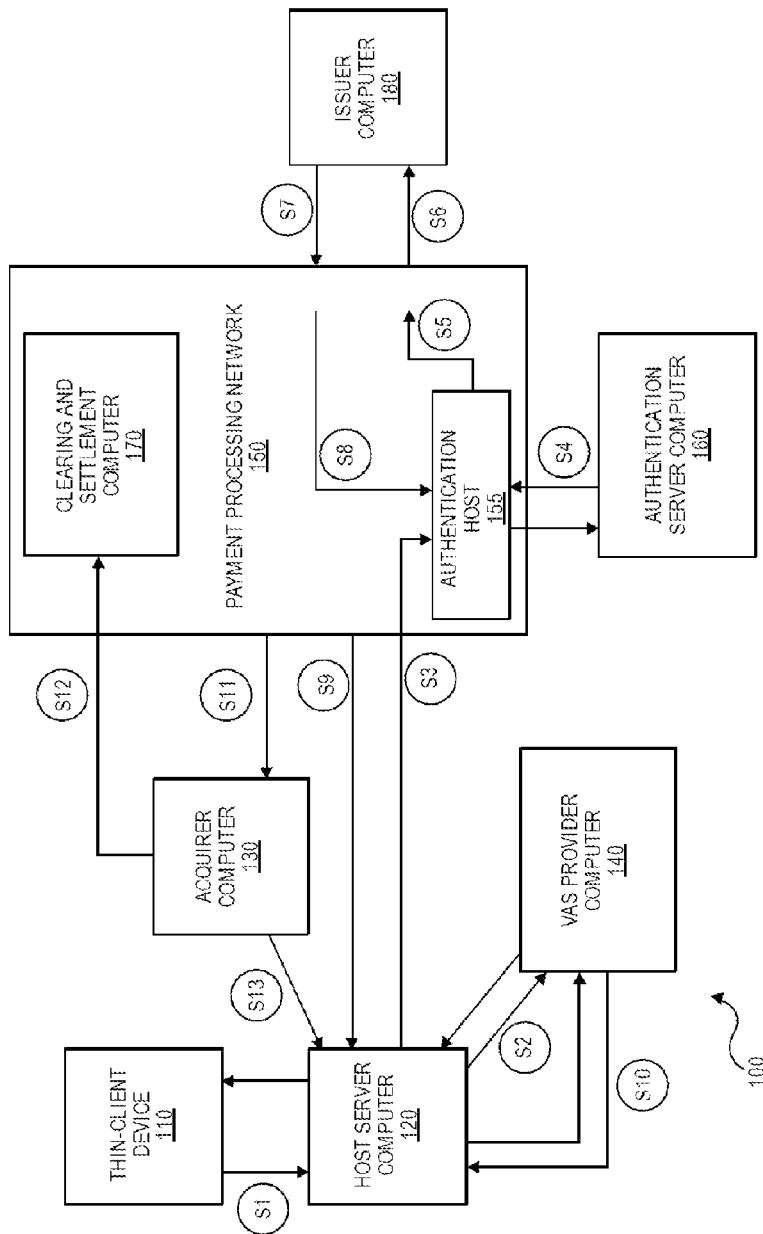 THIN-CLIENT
DEVICE
110
S1
HOST SERVER
COMPUTER
120
S13
ACQUIRER
COMPUTER
130
S12
S11
S9
S3
S2
S10
VAS PROVIDER
COMPUTER
140
100
CLEARING AND
SETTLEMENT
COMPUTER
170
PAYMENT PROCESSING NETWORK
150
S8
S5
AUTHENTICATION
HOST
155
S4
AUTHENTICATION
SERVER COMPUTER
160
S7
S6
ISSUER
COMPUTER
180